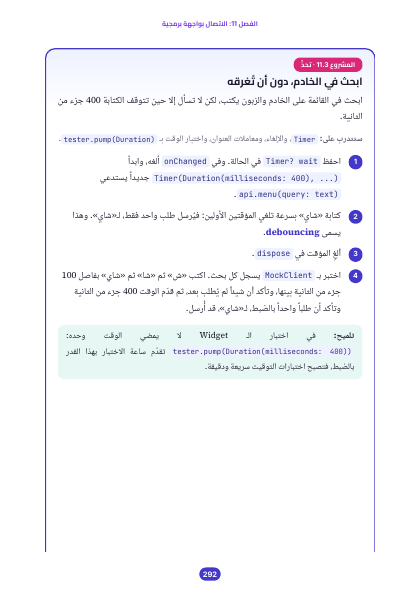 الفصل 11: الاتصال بواجهة برمجية
المشروع 11.3 · تحدٍّ
ابحث في الخادم، دون أن تُغرقه
ابحث في القائمة على الخادم والزبون يكتب، لكن لا تسأل إلا حين تتوقف الكتابة 400 جزء من
الثانية.
ستتدرب على: Timer، والإلغاء، ومعاملات العنوان، واختبار الوقت بـ tester.pump(Duration).
1 احفظ Timer? wait في الحالة. وفي onChanged ألغه، وابدأ
Timer(Duration(milliseconds: 400), ...) جديداً يستدعي
api.menu(query: text).
2 كتابة «شاي» بسرعة تلغي المؤقتين الأولين: فيُرسل طلب واحد فقط، لـ«شاي». وهذا
يسمى debouncing.
3 ألغِ المؤقت في dispose.
4 اختبر بـ MockClient يسجل كل بحث. اكتب «ش» ثم «شا» ثم «شاي» بفاصل 100
جزء من الثانية بينها، وتأكد أن شيئاً لم يُطلب بعد، ثم قدّم الوقت 400 جزء من الثانية
وتأكد أن طلباً واحداً بالضبط، لـ«شاي»، قد أُرسل.
تلميح: في اختبار الـ Widget لا يمضي الوقت وحده:
tester.pump(Duration(milliseconds: 400)) تقدّم ساعة الاختبار بهذا القدر
بالضبط، فتصبح اختبارات التوقيت سريعة ودقيقة.
292